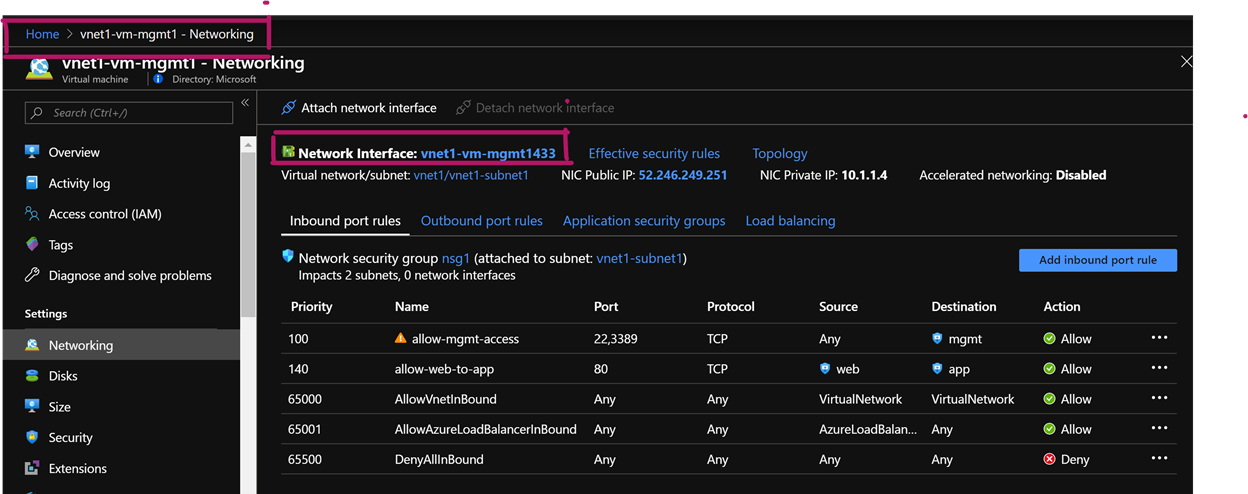 Home > vnet1-vm-mgmt1 - Networking
vnet1-vm-mgmt1 - Networking
Virtual machine
Directory: Microsoft
Search (Ctrl+/)
Overview
Activity log
Access control (IAM)
Tags
Diagnose and solve problems
Settings
Networking
Disks
Size
Security
Extensions
Attach network interface Detach network interface
Network Interface: vnet1-vm-mgmt1433 Effective security rules Topology
Virtual network/subnet: vnet1/vnet1-subnet1 NIC Public IP: 52.246.249.251 NIC Private IP: 10.1.1.4 Accelerated networking: Disabled
Inbound port rules Outbound port rules Application security groups Load balancing
Network security group nsg1 (attached to subnet: vnet1-subnet1)
Impacts 2 subnets, 0 network interfaces
Add inbound port rule
Priority Name Port Protocol Source Destination Action
100 allow-mgmt-access 22,3389 TCP Any mgmt Allow
140 allow-web-to-app 80 TCP web app Allow
65000 AllowVnetInBound Any Any VirtualNetwork VirtualNetwork Allow
65001 AllowAzureLoadBalancerInBound Any Any AzureLoadBalan... Any Allow
65500 DenyAllInBound Any Any Any Any Deny